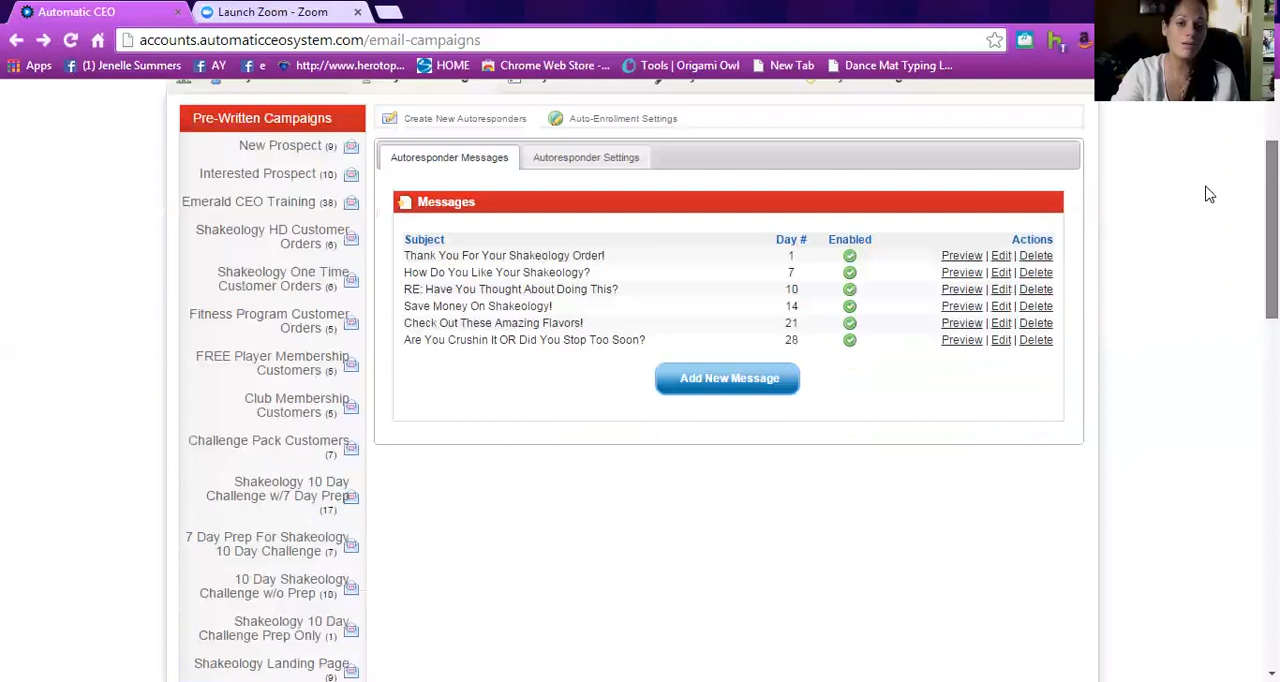 Automatic CEO ×
Launch Zoom - Zoom ×
accounts.automaticceosystem.com/email-campaigns
Apps
(1) Jenelle Summers
AY
e
http://www.herotop...
HOME
Chrome Web Store -...
Tools | Origami Owl
New Tab
Dance Mat Typing L...
Pre-Written Campaigns
New Prospect (9)
Interested Prospect (10)
Emerald CEO Training (38)
Shakeology HD Customer
Orders (6)
Shakeology One Time
Customer Orders (6)
Fitness Program Customer
Orders (5)
FREE Player Membership
Customers (5)
Club Membership
Customers (5)
Challenge Pack Customers
(7)
Shakeology 10 Day
Challenge w/7 Day Prep
(17)
7 Day Prep For Shakeology
10 Day Challenge (7)
10 Day Shakeology
Challenge w/o Prep (10)
Shakeology 10 Day
Challenge Prep Only (1)
Shakeology Landing Page
(9)
Create New Autoresponders
Auto-Enrollment Settings
Autoresponder Messages
Autoresponder Settings
Messages
Subject Day # Enabled Actions
Thank You For Your Shakeology Order! 1 Preview | Edit | Delete
How Do You Like Your Shakeology? 7 Preview | Edit | Delete
RE: Have You Thought About Doing This? 10 Preview | Edit | Delete
Save Money On Shakeology! 14 Preview | Edit | Delete
Check Out These Amazing Flavors! 21 Preview | Edit | Delete
Are You Crushin It OR Did You Stop Too Soon? 28 Preview | Edit | Delete
Add New Message